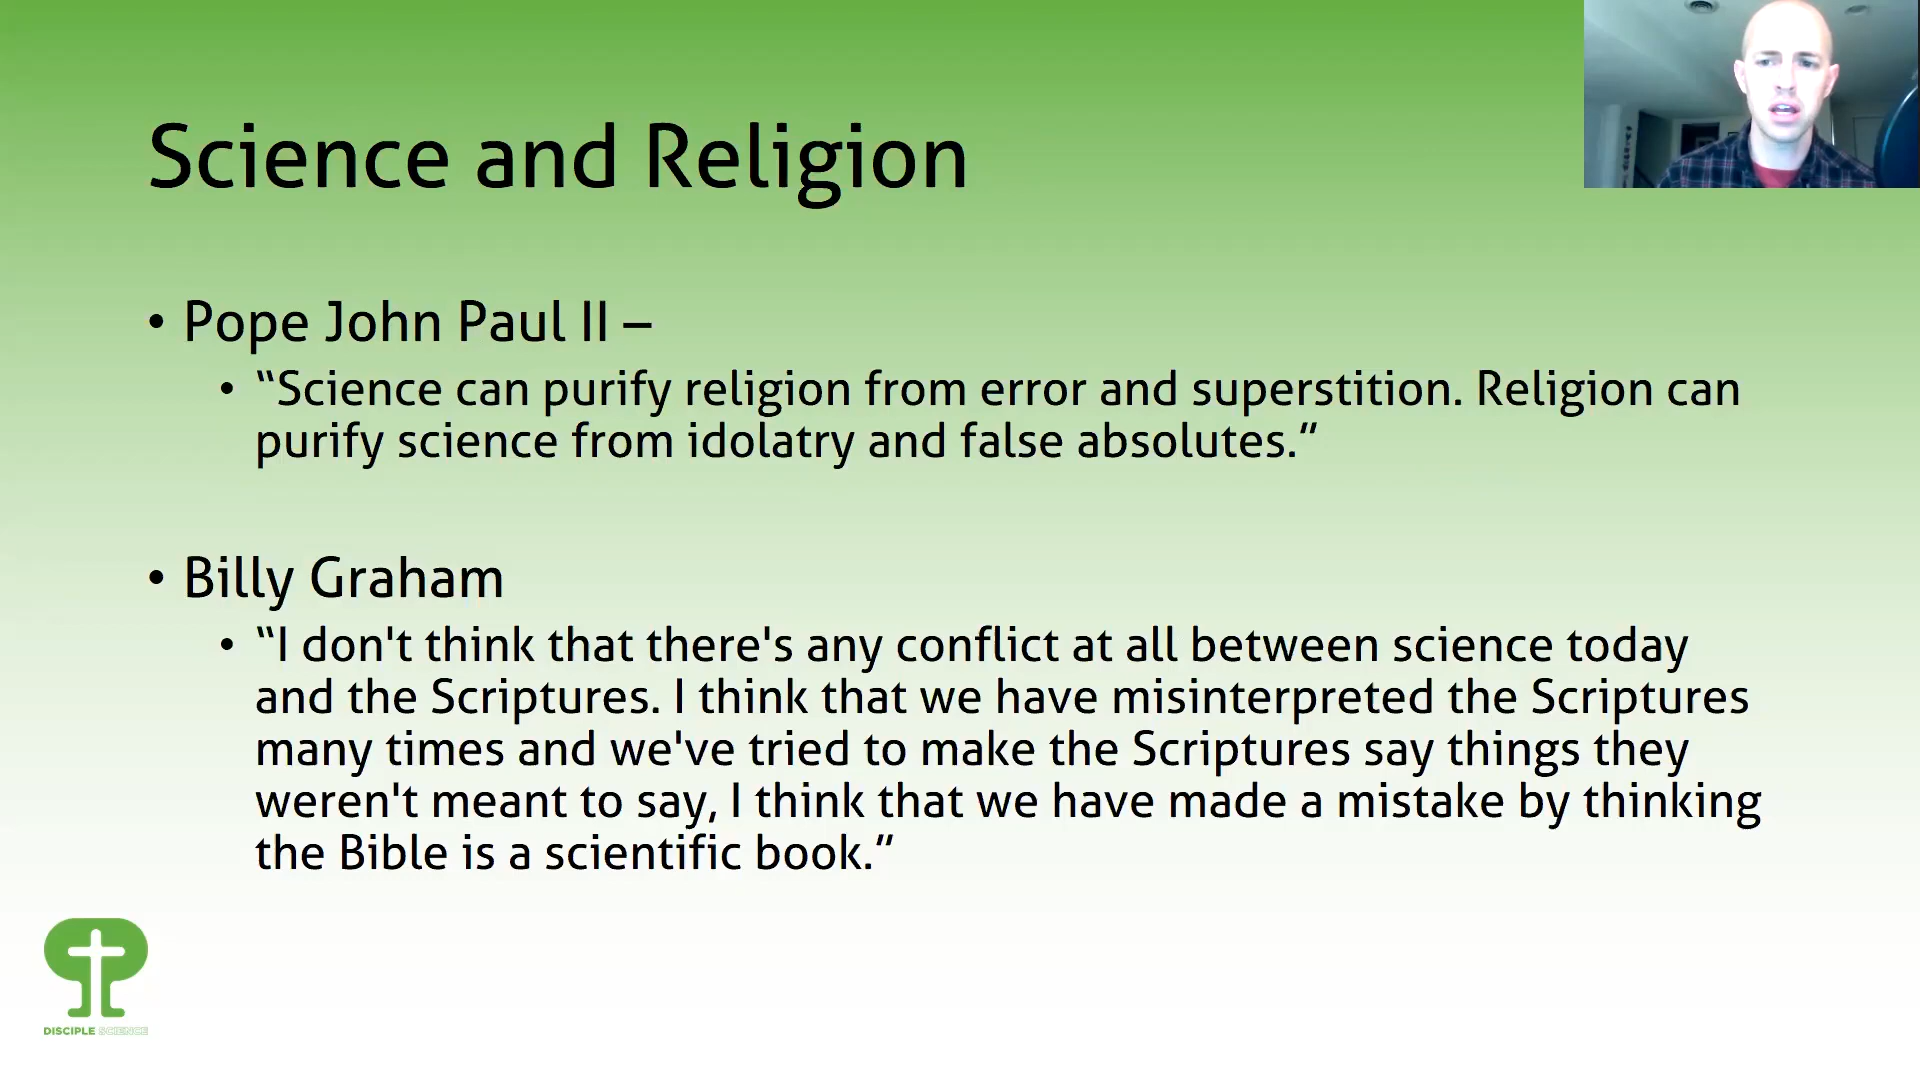 Science and Religion
• Pope John Paul II –
• “Science can purify religion from error and superstition. Religion can
purify science from idolatry and false absolutes.”
• Billy Graham
• “I don't think that there's any conflict at all between science today
and the Scriptures. I think that we have misinterpreted the Scriptures
many times and we've tried to make the Scriptures say things they
weren't meant to say, I think that we have made a mistake by thinking
the Bible is a scientific book.”
DISCIPLE SCIENCE